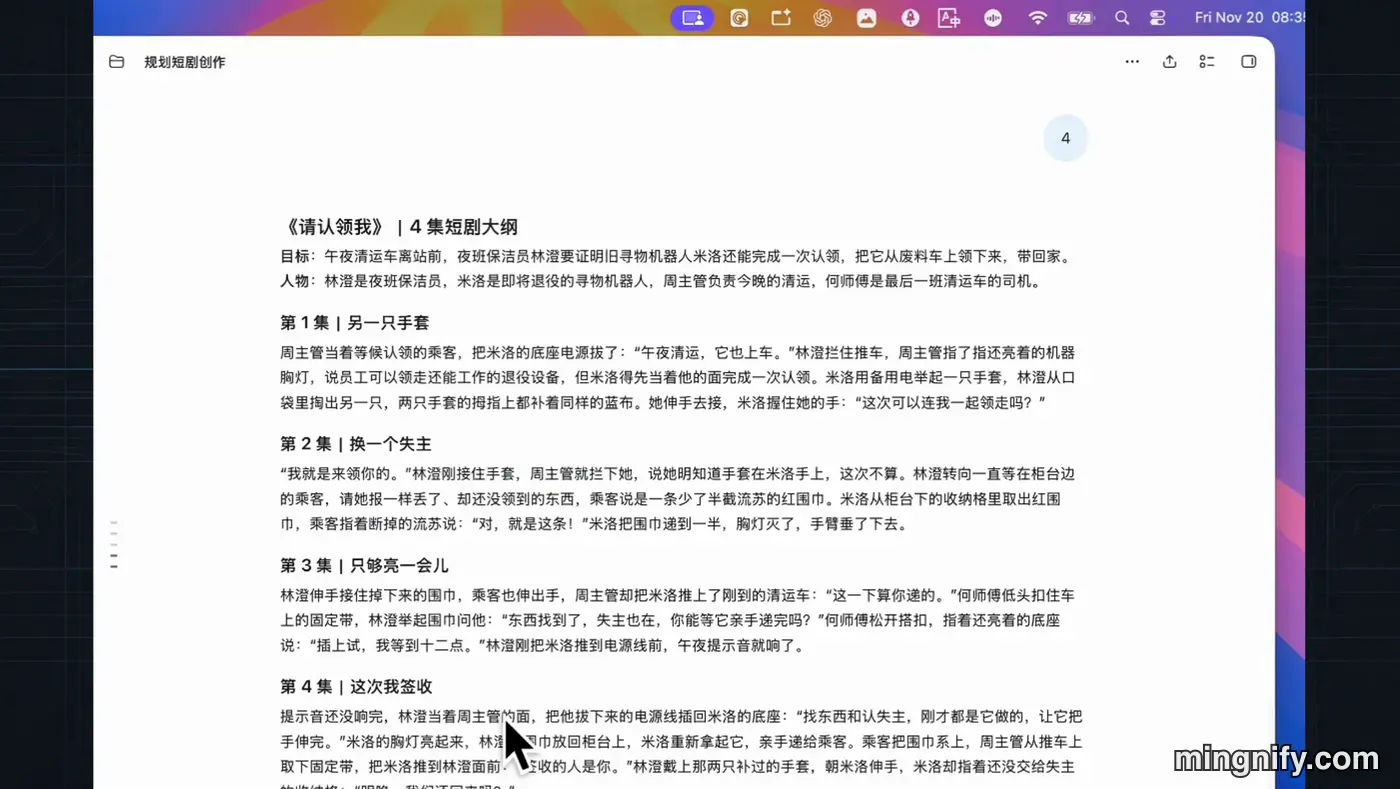 Fri Nov 20 08:35
规划短剧创作
4
《请认领我》 | 4 集短剧大纲
目标：午夜清运车离站前，夜班保洁员林澄要证明旧寻物机器人米洛还能完成一次认领，把它从废料车上领下来，带回家。
人物：林澄是夜班保洁员，米洛是即将退役的寻物机器人，周主管负责今晚的清运，何师傅是最后一班清运车的司机。
第 1 集 | 另一只手套
周主管当着等候认领的乘客，把米洛的底座电源拔了：“午夜清运，它也上车。”林澄拦住推车，周主管指了指还亮着的机器
胸灯，说员工可以领走还能工作的退役设备，但米洛得先当着他的面完成一次认领。米洛用备用电举起一只手套，林澄从口
袋里掏出另一只，两只手套的拇指上都补着同样的蓝布。她伸手去接，米洛握住她的手：“这次可以连我一起领走吗？”
第 2 集 | 换一个失主
“我就是来领你的。”林澄刚接住手套，周主管就拦下她，说她明知道手套在米洛手上，这次不算。林澄转向一直等在柜台边
的乘客，请她报一样丢了、却还没领到的东西，乘客说是一条少了半截流苏的红围巾。米洛从柜台下的收纳格里取出红围
巾，乘客指着断掉的流苏说：“对，就是这条！”米洛把围巾递到一半，胸灯灭了，手臂垂了下去。
第 3 集 | 只够亮一会儿
林澄伸手接住掉下来的围巾，乘客也伸出手，周主管却把米洛推上了刚到的清运车：“这一下算你递的。”何师傅低头扣住车
上的固定带，林澄举起围巾问他：“东西找到了，失主也在，你能等它亲手递完吗？”何师傅松开搭扣，指着还亮着的底座
说：“插上试，我等到十二点。”林澄刚把米洛推到电源线前，午夜提示音就响了。
第 4 集 | 这次我签收
提示音还没响完，林澄当着周主管的面，把他拔下来的电源线插回米洛的底座：“找东西和认失主，刚才都是它做的，让它把
手伸完。”米洛的胸灯亮起来，林澄 巾放回柜台上，米洛重新拿起它，亲手递给乘客。乘客把围巾系上，周主管从推车上
取下固定带，把米洛推到林澄面前 签收的人是你。”林澄戴上那两只补过的手套，朝米洛伸手，米洛却指着还没交给失主
mingnify.com